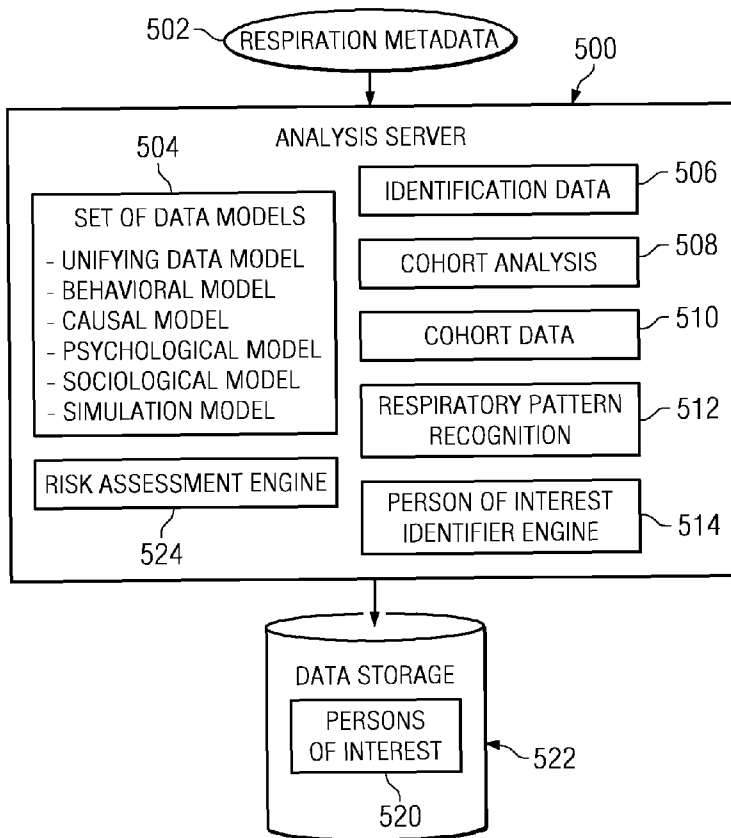 502
RESPIRATION METADATA
500
ANALYSIS SERVER
504
SET OF DATA MODELS
- UNIFYING DATA MODEL
- BEHAVIORAL MODEL
- CAUSAL MODEL
- PSYCHOLOGICAL MODEL
- SOCIOLOGICAL MODEL
- SIMULATION MODEL
RISK ASSESSMENT ENGINE
524
IDENTIFICATION DATA
506
COHORT ANALYSIS
508
COHORT DATA
510
RESPIRATORY PATTERN
RECOGNITION
512
PERSON OF INTEREST
IDENTIFIER ENGINE
514
DATA STORAGE
PERSONS
OF INTEREST
520
522